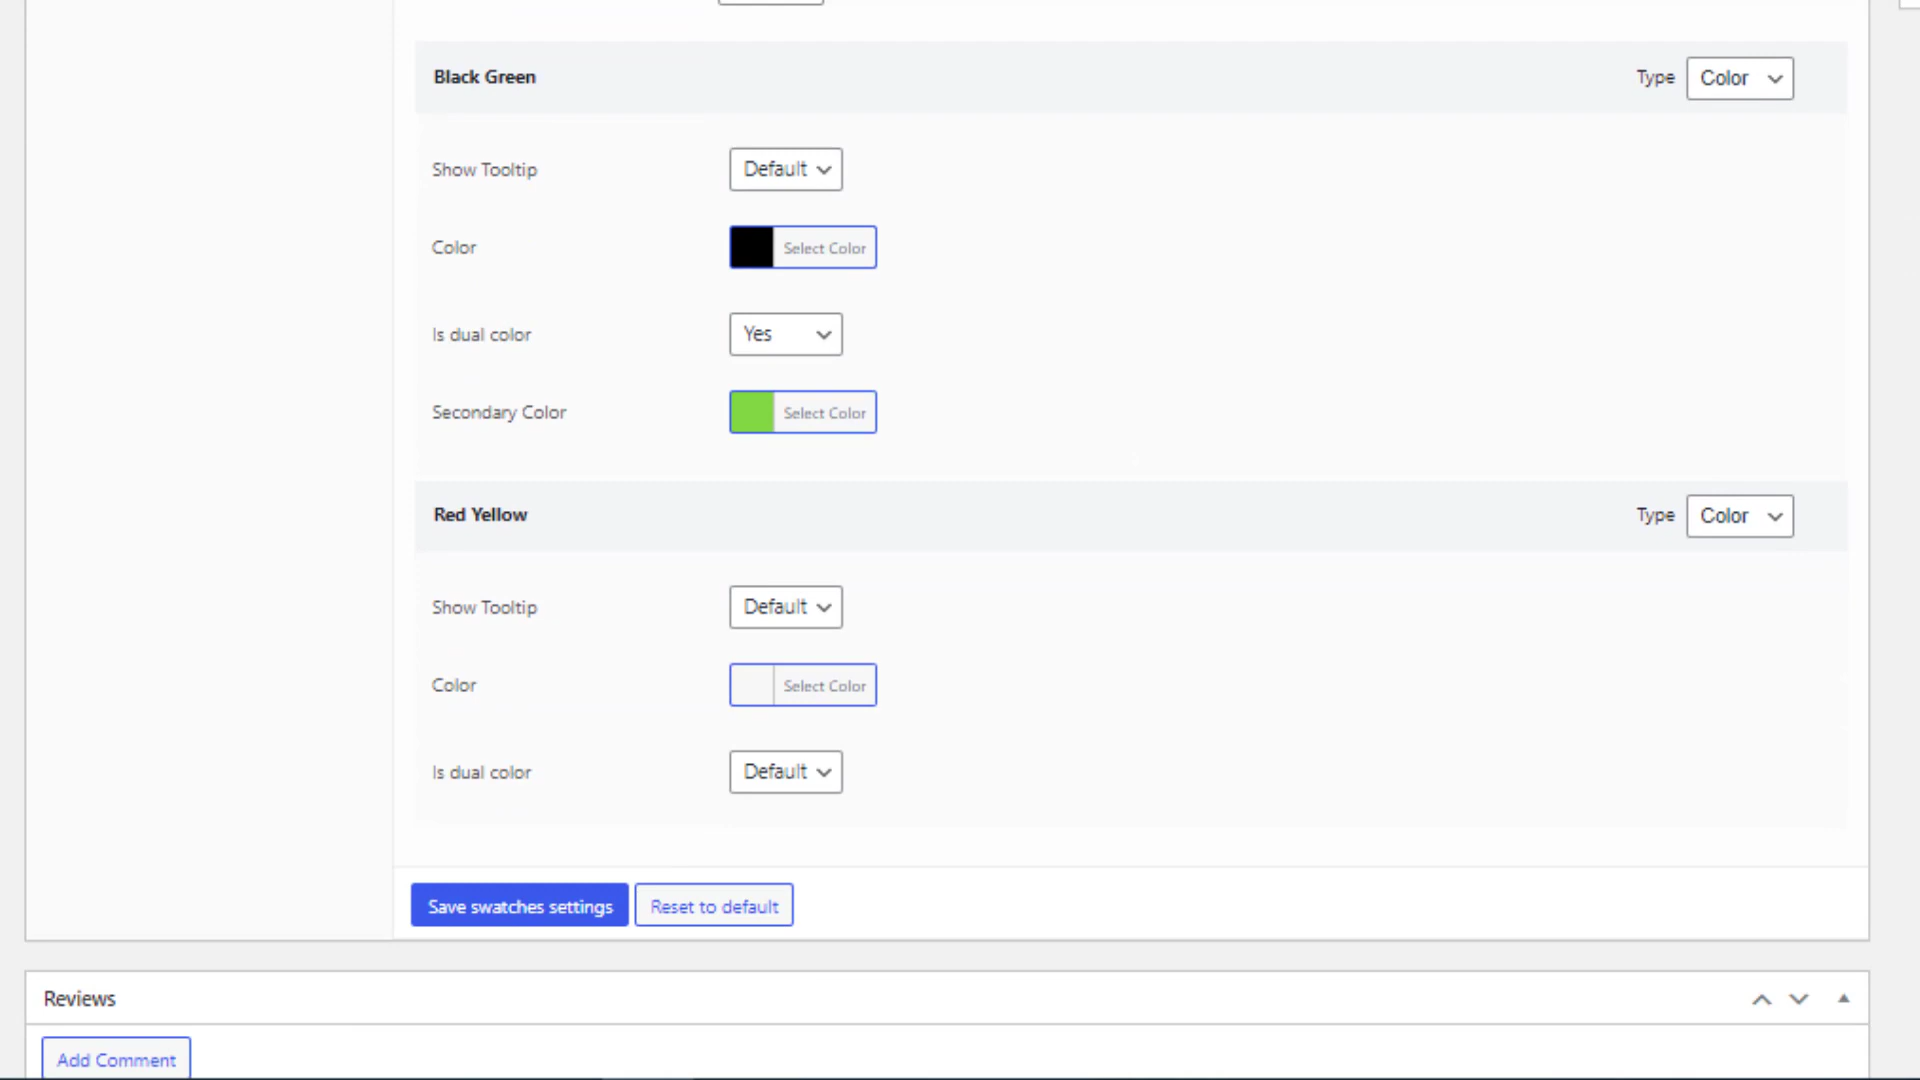 Black Green
Type Color
Show Tooltip Default
Color Select Color
Is dual color Yes
Secondary Color Select Color
Red Yellow
Type Color
Show Tooltip Default
Color Select Color
Is dual color Default
Save swatches settings Reset to default
Reviews
Add Comment